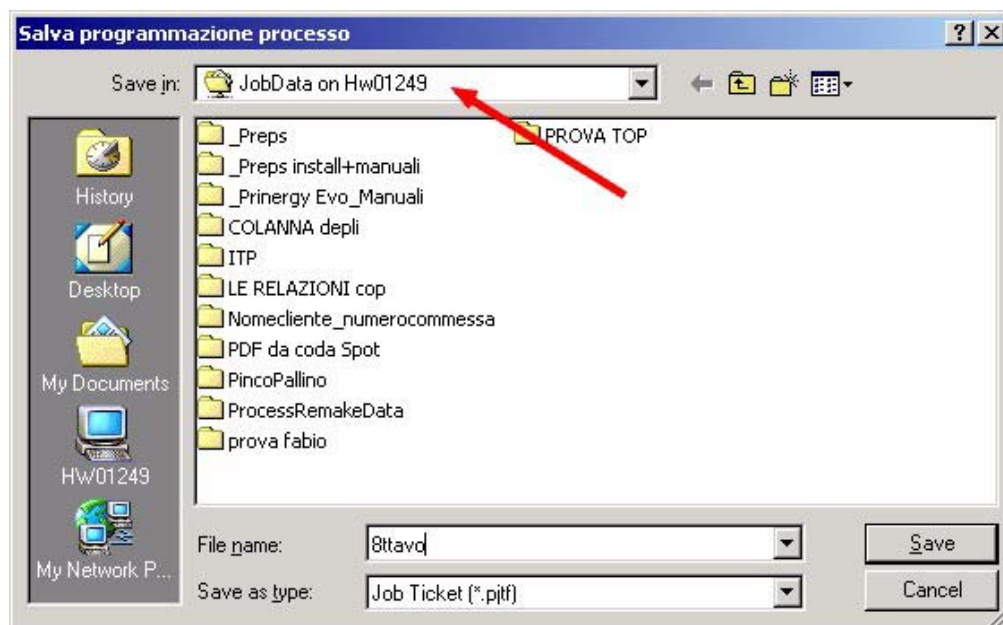 Salva programmazione processo
Save in:
JobData on Hw01249
History
Desktop
My Documents
HW01249
My Network P...
_Preps
_Preps install+manuali
_Prinergy Evo_Manuali
COLANNA depli
ITP
LE RELAZIONI cop
Nomecliente_numerocommessa
PDF da coda Spot
PincoPallino
ProcessRemakeData
prova fabio
PROVA TOP
File name:
8ttavo
Save
Save as type:
Job Ticket (*.pjtf)
Cancel